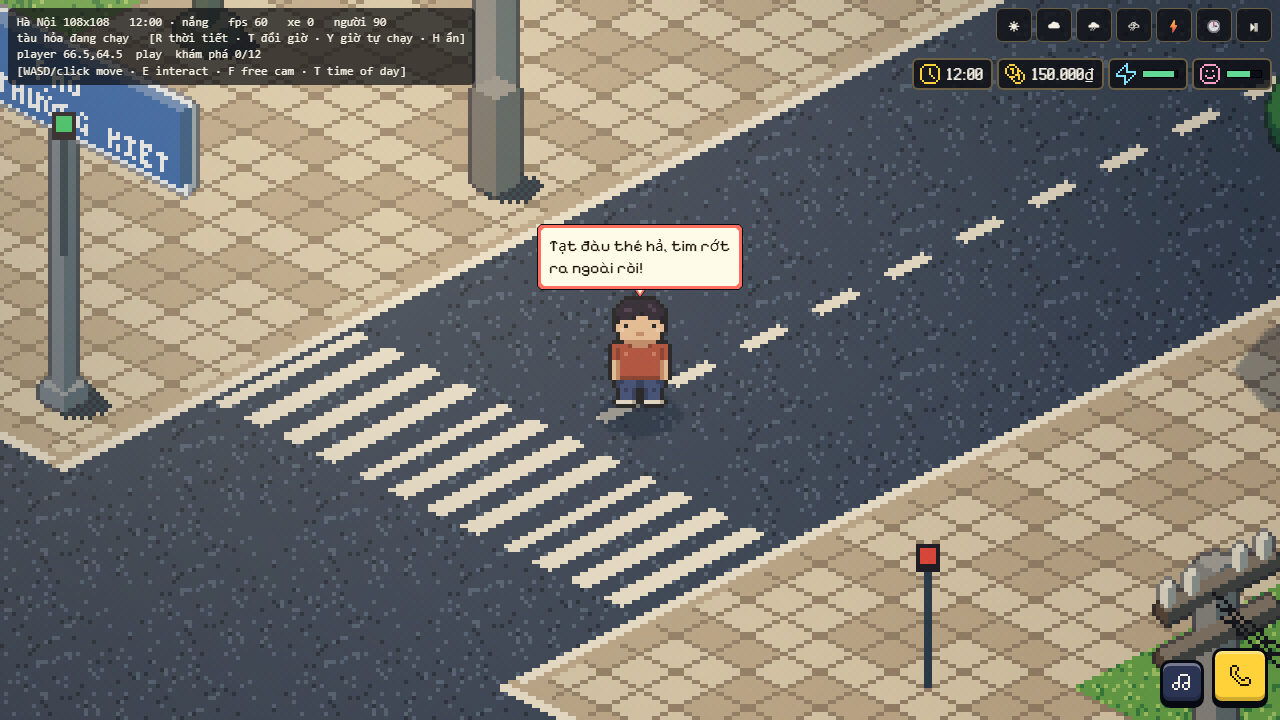 Hà Nội 108x108 12:00 · nắng fps 60 xe 0 người 90
tàu hỏa đang chạy [R thời tiết · T đổi giờ · Y giờ tự chạy · H ẩn]
player 66.5,64.5 play khám phá 0/12
[WASD/click move · E interact · F free cam · T time of day]
12:00
150.000₫
KIỆT
Tạt đầu thế hả, tim rớt
ra ngoài rồi!